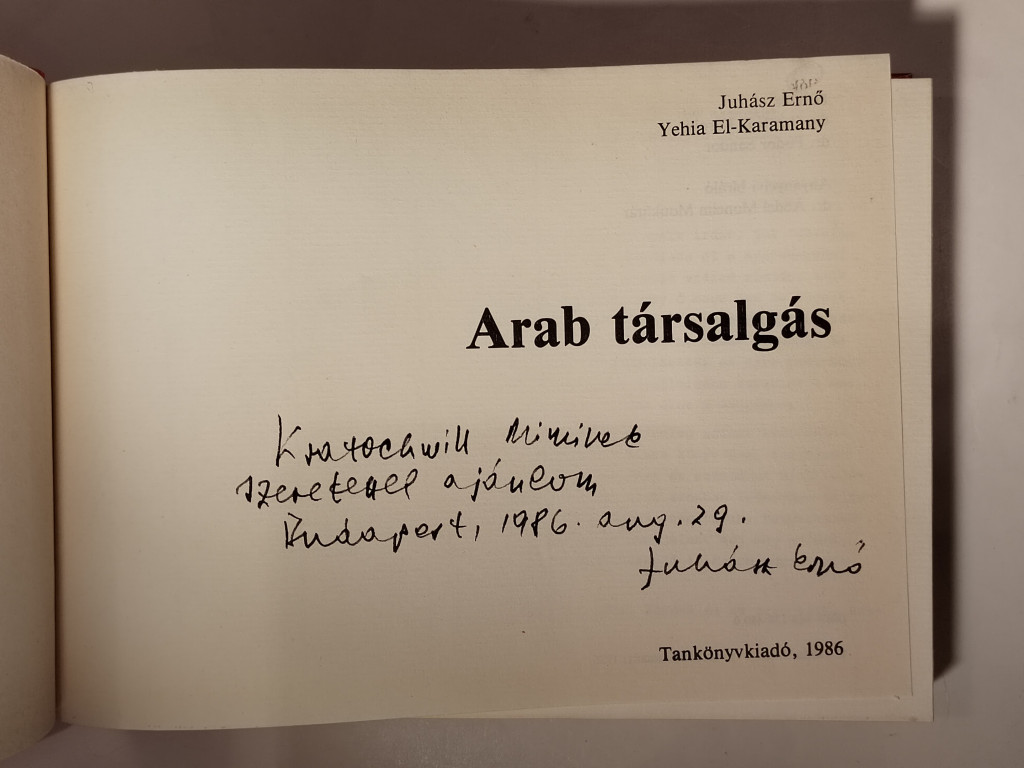 Juhász Ernő
Yehia El-Karamany
Arab társalgás
Kratochwill Miminek
szeretettel ajánlom
Budapest, 1986. aug. 29.
Juhász Ernő
Tankönyvkiadó, 1986